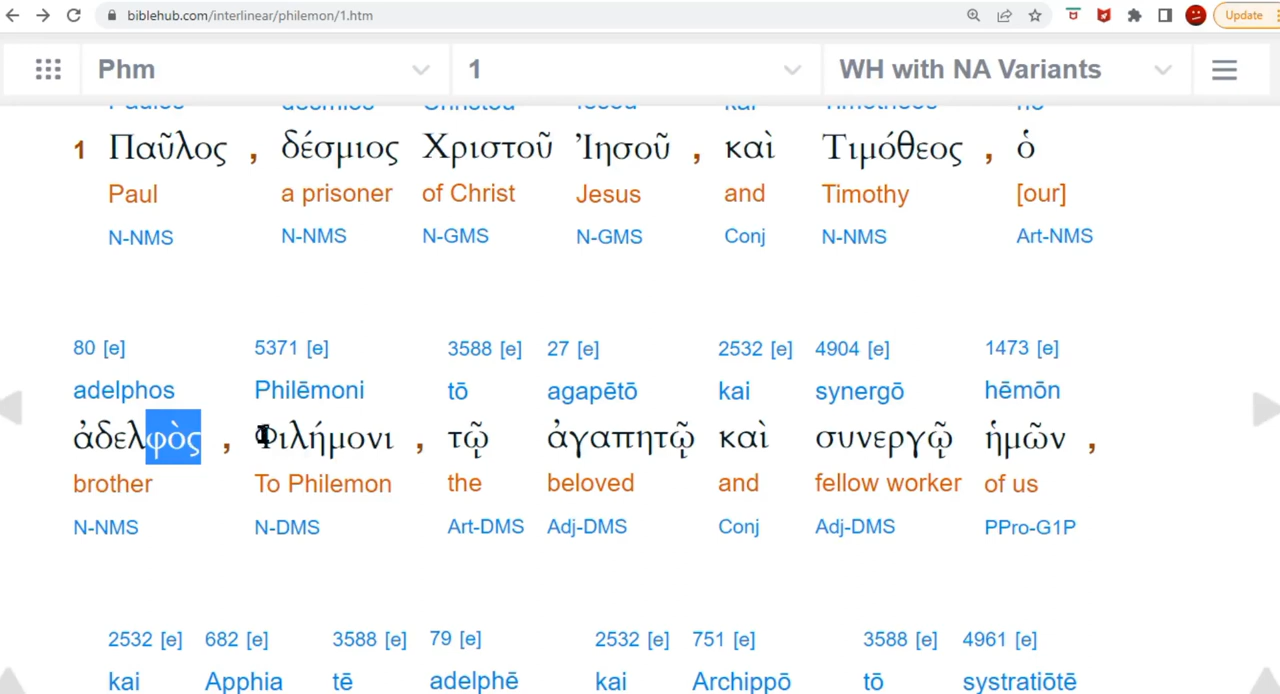 biblehub.com/interlinear/philemon/1.htm Update
Phm 1 WH with NA Variants
1 Παῦλος , δέσμιος Χριστοῦ Ἰησοῦ , καὶ Τιμόθεος , ὁ
Paul a prisoner of Christ Jesus and Timothy [our]
N-NMS N-NMS N-GMS N-GMS Conj N-NMS Art-NMS
80 [e] 5371 [e] 3588 [e] 27 [e] 2532 [e] 4904 [e] 1473 [e]
adelphos Philēmoni tō agapētō kai synergō hēmōn
ἀδελφὸς , Φιλήμονι , τῷ ἀγαπητῷ καὶ συνεργῷ ἡμῶν ,
brother To Philemon the beloved and fellow worker of us
N-NMS N-DMS Art-DMS Adj-DMS Conj Adj-DMS PPro-G1P
2532 [e] 682 [e] 3588 [e] 79 [e] 2532 [e] 751 [e] 3588 [e] 4961 [e]
kai Apphia tē adelphē kai Archippō tō systratiōtē